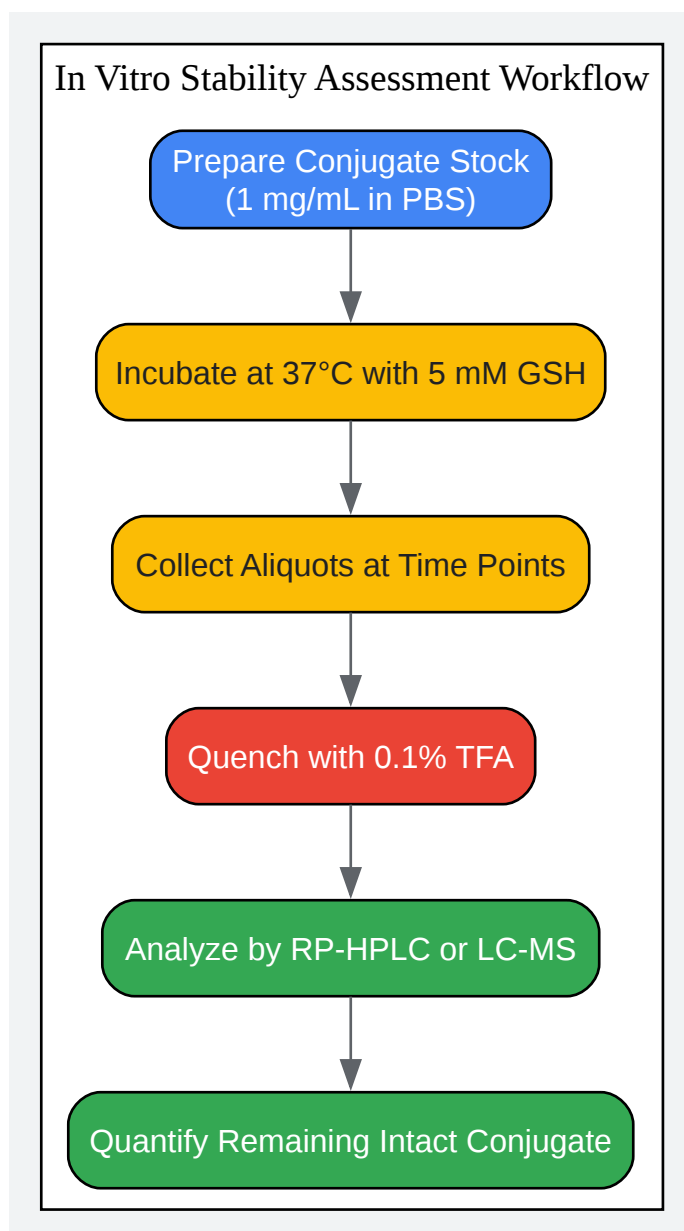 In Vitro Stability Assessment Workflow
Prepare Conjugate Stock
(1 mg/mL in PBS)
Incubate at 37°C with 5 mM GSH
Collect Aliquots at Time Points
Quench with 0.1% TFA
Analyze by RP-HPLC or LC-MS
Quantify Remaining Intact Conjugate